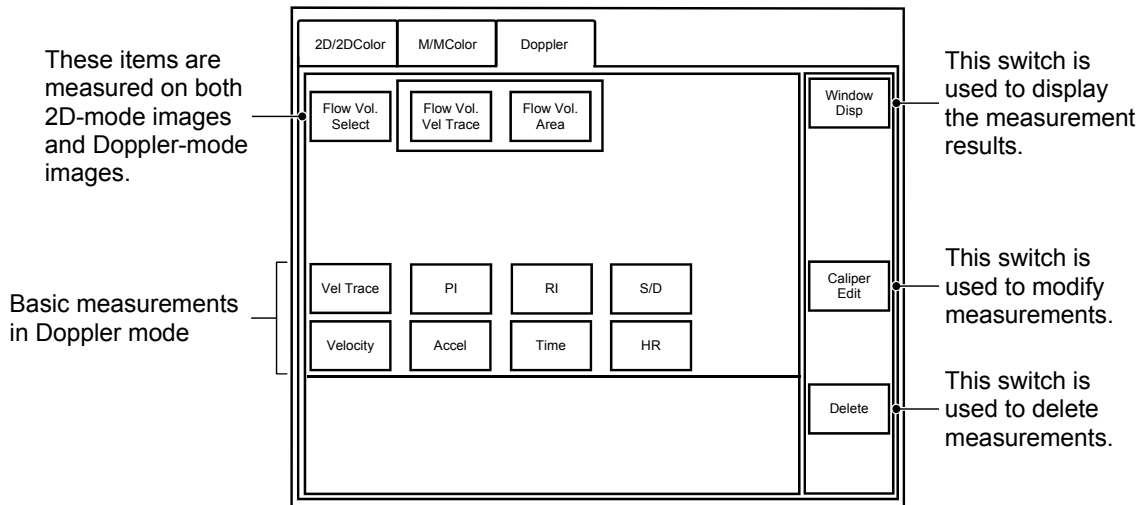 2D/2DColor
M/MColor
Doppler
These items are
measured on both
2D-mode images
and Doppler-mode
images.
Flow Vol.
Select
Flow Vol.
Vel Trace
Flow Vol.
Area
Window
Disp
This switch is
used to display
the measurement
results.
Basic measurements
in Doppler mode
Vel Trace
PI
RI
S/D
Velocity
Accel
Time
HR
Caliper
Edit
This switch is
used to modify
measurements.
Delete
This switch is
used to delete
measurements.